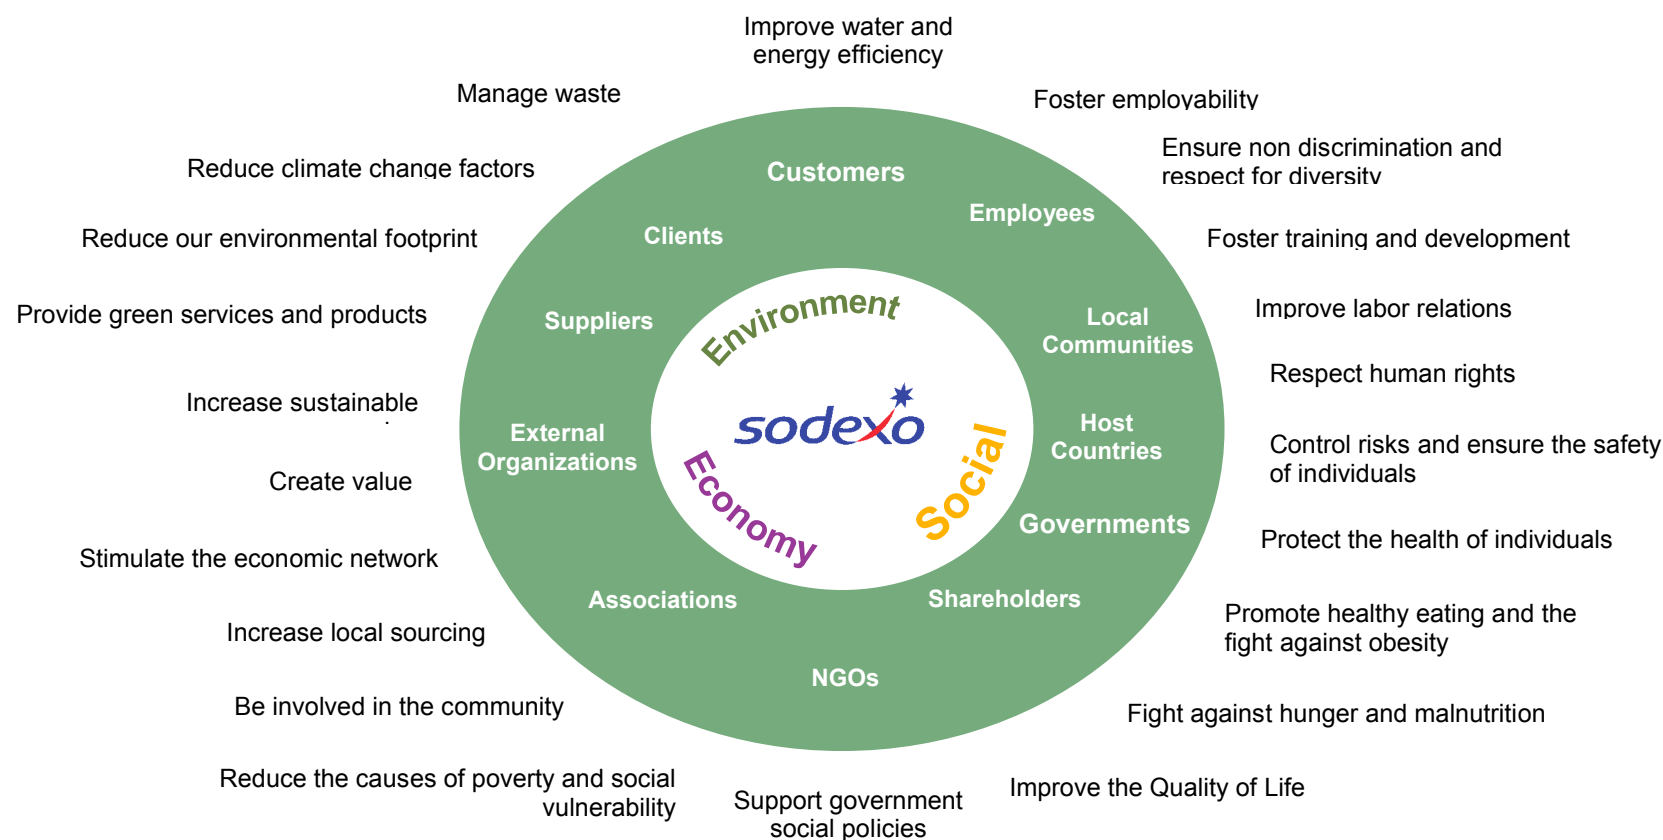 Improve water and
energy efficiency
Manage waste
Foster employability
Reduce climate change factors
Ensure non discrimination and
respect for diversity
Reduce our environmental footprint
Foster training and development
Provide green services and products
Improve labor relations
Increase sustainable
Respect human rights
Create value
Control risks and ensure the safety
of individuals
Stimulate the economic network
Protect the health of individuals
Increase local sourcing
Promote healthy eating and the
fight against obesity
Be involved in the community
Fight against hunger and malnutrition
Reduce the causes of poverty and social
vulnerability
Support government
social policies
Improve the Quality of Life
Customers
Employees
Clients
Suppliers
Local
Communities
External
Organizations
Host
Countries
Governments
Associations
Shareholders
NGOs
Environment
sodexo
Economy
Social